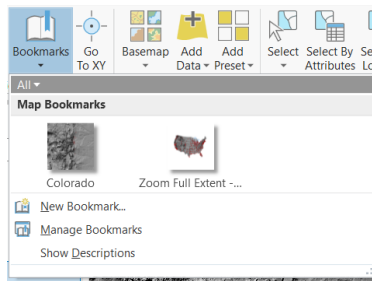 Bookmarks Go To XY Basemap Add Data Add Preset Select Select By Attributes
All
Map Bookmarks
Colorado Zoom Full Extent -...
New Bookmark...
Manage Bookmarks
Show Descriptions